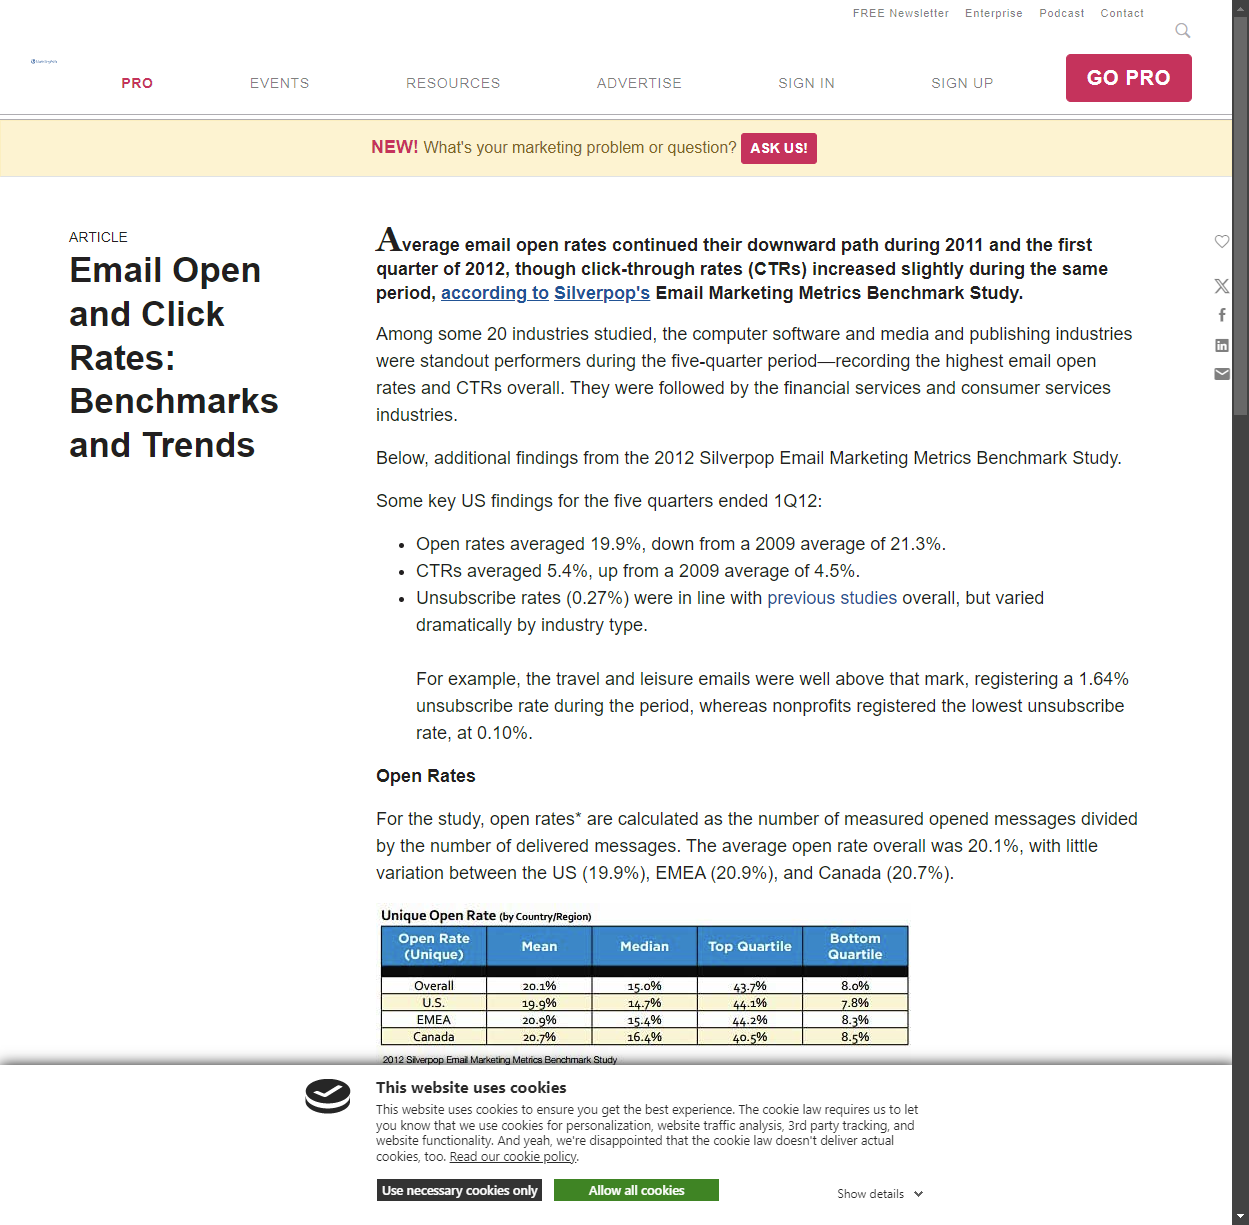 FREE Newsletter Enterprise Podcast Contact
PRO EVENTS RESOURCES ADVERTISE SIGN IN SIGN UP GO PRO
NEW! What's your marketing problem or question? ASK US!
ARTICLE
Email Open
and Click
Rates:
Benchmarks
and Trends
Average email open rates continued their downward path during 2011 and the first
quarter of 2012, though click-through rates (CTRs) increased slightly during the same
period, according to Silverpop's Email Marketing Metrics Benchmark Study.
Among some 20 industries studied, the computer software and media and publishing industries
were standout performers during the five-quarter period—recording the highest email open
rates and CTRs overall. They were followed by the financial services and consumer services
industries.
Below, additional findings from the 2012 Silverpop Email Marketing Metrics Benchmark Study.
Some key US findings for the five quarters ended 1Q12:
• Open rates averaged 19.9%, down from a 2009 average of 21.3%.
• CTRs averaged 5.4%, up from a 2009 average of 4.5%.
• Unsubscribe rates (0.27%) were in line with previous studies overall, but varied
dramatically by industry type.
For example, the travel and leisure emails were well above that mark, registering a 1.64%
unsubscribe rate during the period, whereas nonprofits registered the lowest unsubscribe
rate, at 0.10%.
Open Rates
For the study, open rates* are calculated as the number of measured opened messages divided
by the number of delivered messages. The average open rate overall was 20.1%, with little
variation between the US (19.9%), EMEA (20.9%), and Canada (20.7%).
Unique Open Rate (by Country/Region)
Open Rate (Unique) Mean Median Top Quartile Bottom Quartile
Overall 20.1% 15.0% 43.7% 8.0%
U.S. 19.9% 14.7% 44.1% 7.8%
EMEA 20.9% 15.4% 44.2% 8.3%
Canada 20.7% 16.4% 40.5% 8.5%
2012 Silverpop Email Marketing Metrics Benchmark Study
This website uses cookies
This website uses cookies to ensure you get the best experience. The cookie law requires us to let
you know that we use cookies for personalization, website traffic analysis, 3rd party tracking, and
website functionality. And yeah, we're disappointed that the cookie law doesn't deliver actual
cookies, too. Read our cookie policy.
Use necessary cookies only Allow all cookies Show details